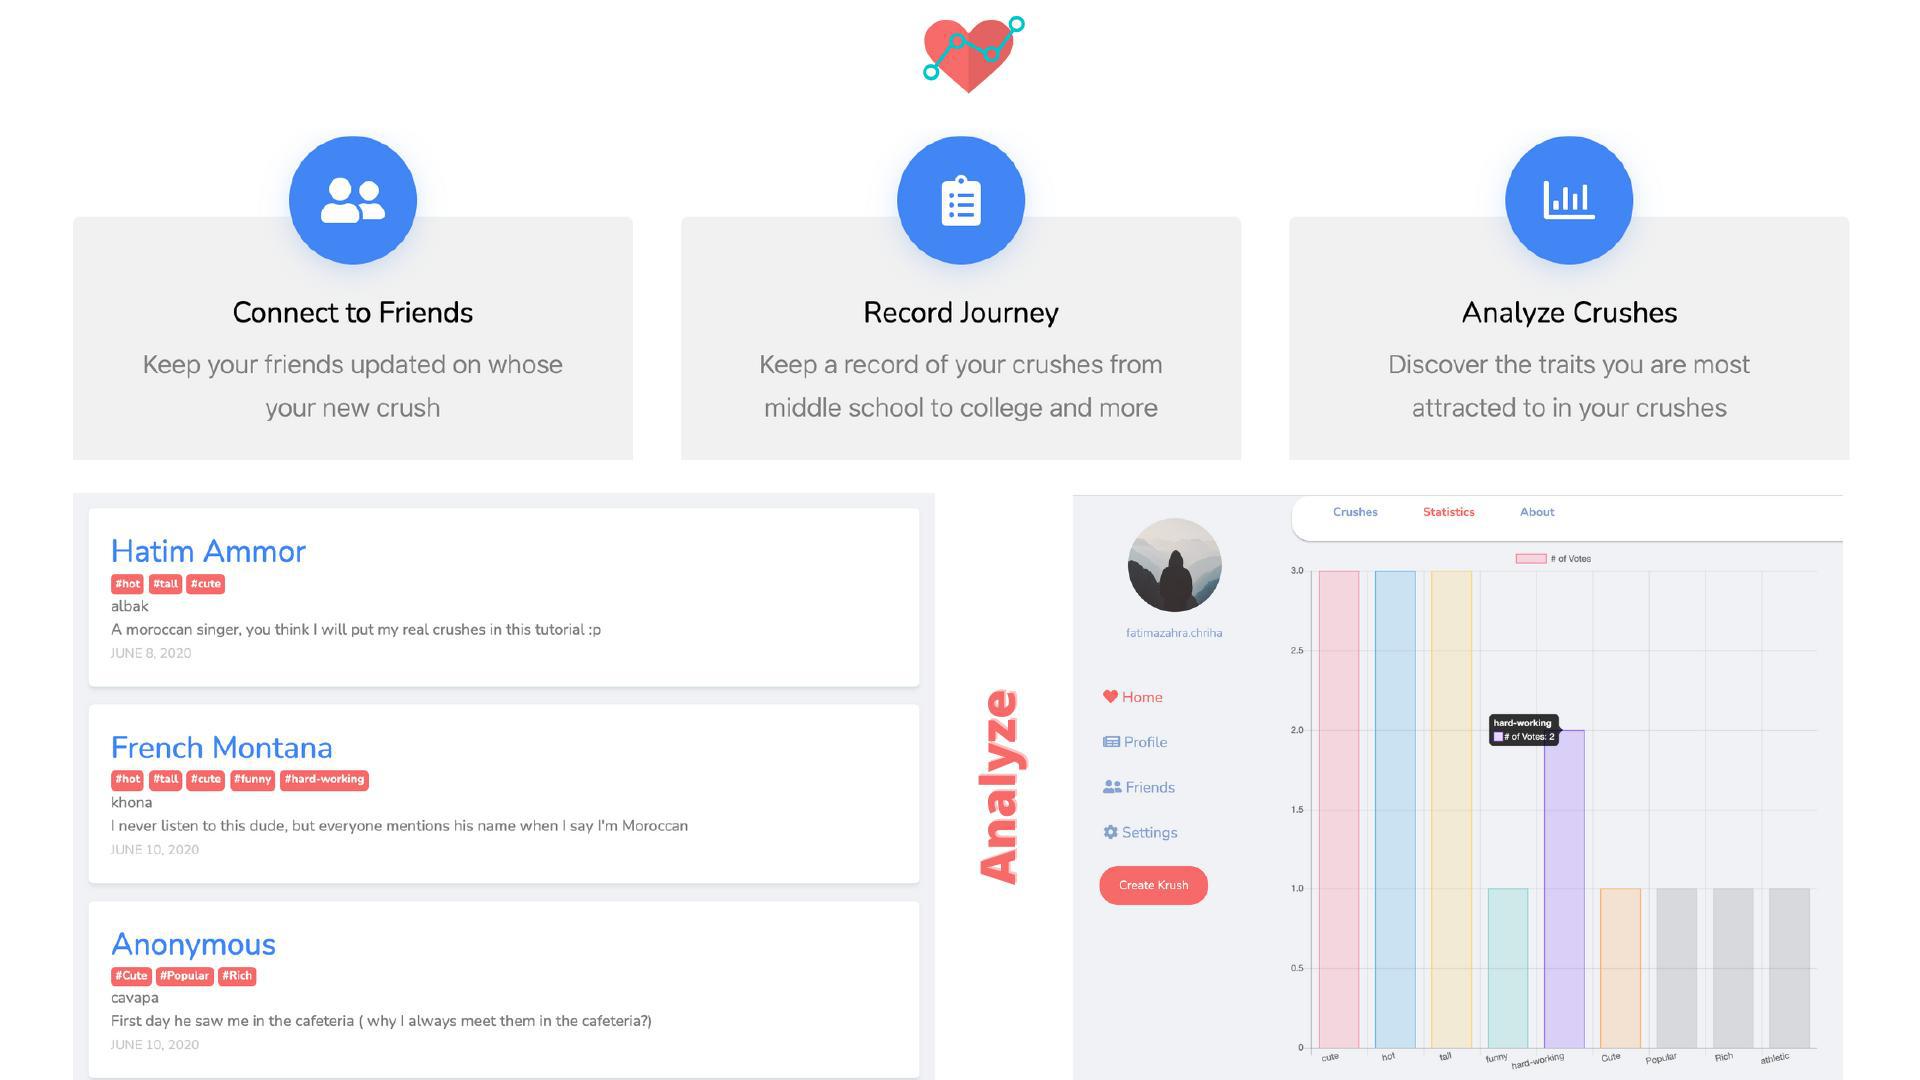 Connect to Friends
Keep your friends updated on whose
your new crush
Record Journey
Keep a record of your crushes from
middle school to college and more
Analyze Crushes
Discover the traits you are most
attracted to in your crushes
Hatim Ammor
#hot #tall #cute
albak
A moroccan singer, you think I will put my real crushes in this tutorial :p
JUNE 8, 2020
French Montana
#hot #tall #cute #funny #hard-working
khona
I never listen to this dude, but everyone mentions his name when I say I'm Moroccan
JUNE 10, 2020
Anonymous
#Cute #Popular #Rich
cavapa
First day he saw me in the cafeteria ( why I always meet them in the cafeteria?)
JUNE 10, 2020
Analyze
fatimazahra.chriha
Home
Profile
Friends
Settings
Create Krush
Crushes Statistics About
# of Votes
3.0
2.5
2.0
1.5
1.0
0.5
0
hard-working
# of Votes: 2
cute hot tall funny hard-working Cute Popular Rich athletic